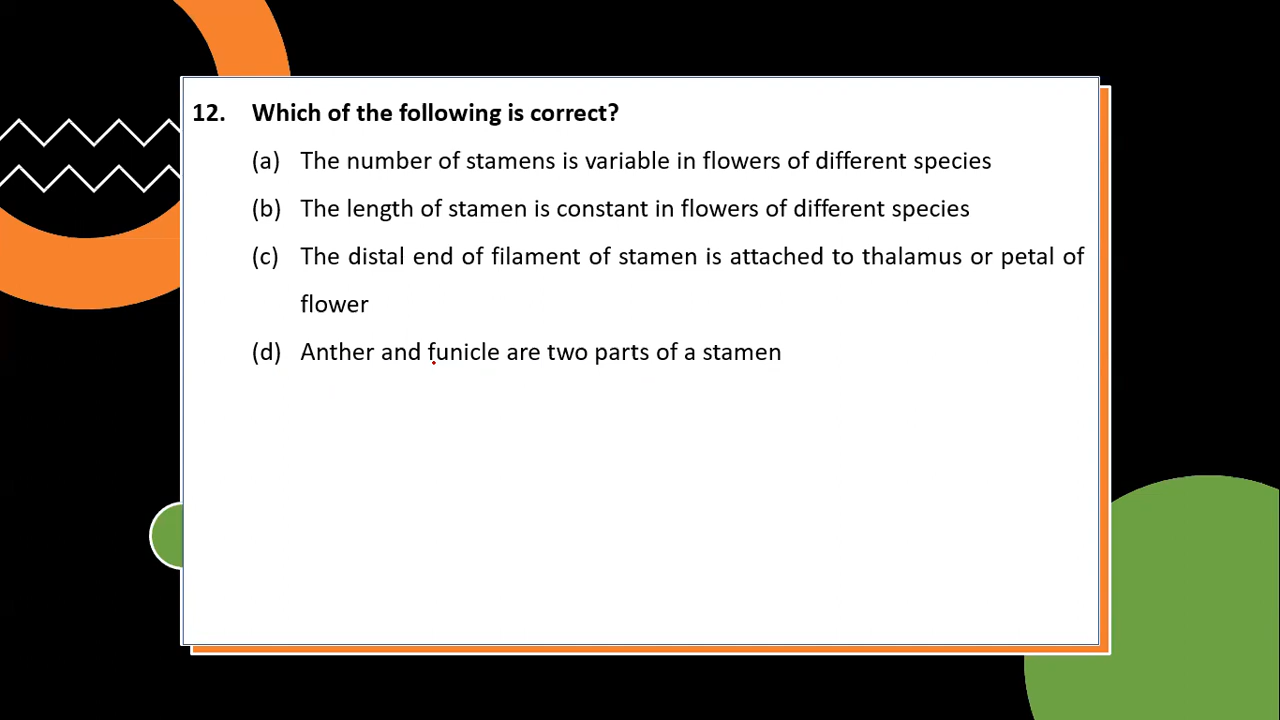 12. Which of the following is correct?
(a) The number of stamens is variable in flowers of different species
(b) The length of stamen is constant in flowers of different species
(c) The distal end of filament of stamen is attached to thalamus or petal of
flower
(d) Anther and funicle are two parts of a stamen